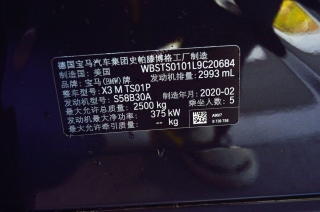 德国宝马汽车集团史帕滕博格工厂制造
制造国：美国 WBSTS0101L9C20684
品牌：宝马(BMW)牌 发动机排量：2993 mL
整车型号：X3 M TS01P
发动机型号：S58B30A
最大允许总质量：2500 kg 制造年月：2020-02
发动机最大净功率：375 kW 乘坐人数：5
最大允许牵引质量：-- kg